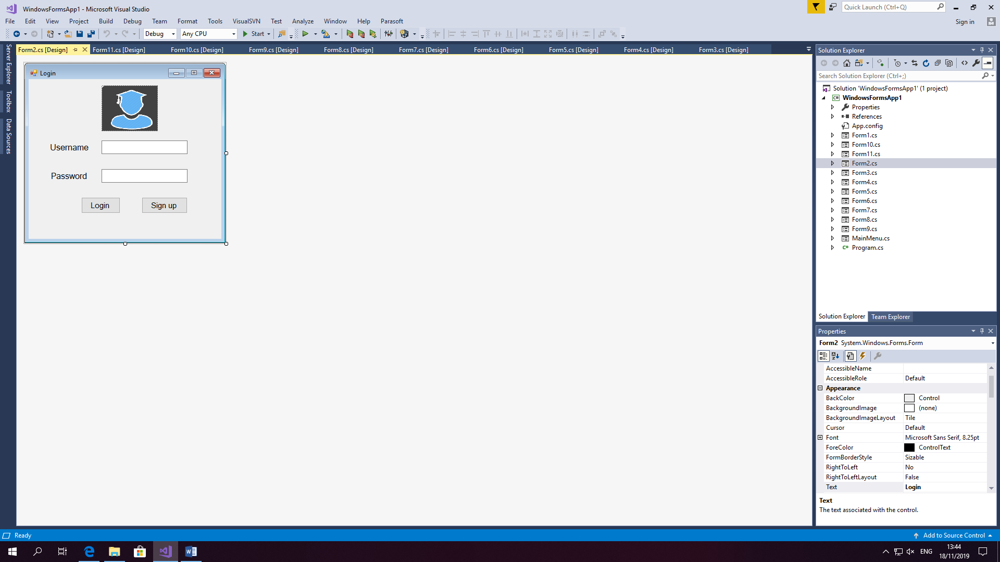 WindowsFormsApp1 - Microsoft Visual Studio
Quick Launch (Ctrl+Q)
File Edit View Project Build Debug Team Format Tools VisualSVN Test Analyze Window Help Parasoft
Sign in
Debug Any CPU Start
Server Explorer
Toolbox
Data Sources
Form2.cs [Design] Form11.cs [Design] Form10.cs [Design] Form9.cs [Design] Form8.cs [Design] Form7.cs [Design] Form6.cs [Design] Form5.cs [Design] Form4.cs [Design] Form3.cs [Design]
Login
Username
Password
Login Sign up
Solution Explorer
Search Solution Explorer (Ctrl+;)
Solution 'WindowsFormsApp1' (1 project)
C# WindowsFormsApp1
Properties
References
App.config
Form1.cs
Form10.cs
Form11.cs
Form2.cs
Form3.cs
Form4.cs
Form5.cs
Form6.cs
Form7.cs
Form8.cs
Form9.cs
MainMenu.cs
C# Program.cs
Solution Explorer Team Explorer
Properties
Form2 System.Windows.Forms.Form
AccessibleName
AccessibleRole Default
Appearance
BackColor Control
BackgroundImage (none)
BackgroundImageLayout Tile
Cursor Default
Font Microsoft Sans Serif, 8.25pt
ForeColor ControlText
FormBorderStyle Sizable
RightToLeft No
RightToLeftLayout False
Text Login
Text
The text associated with the control.
Ready
Add to Source Control
ENG
13:44
18/11/2019